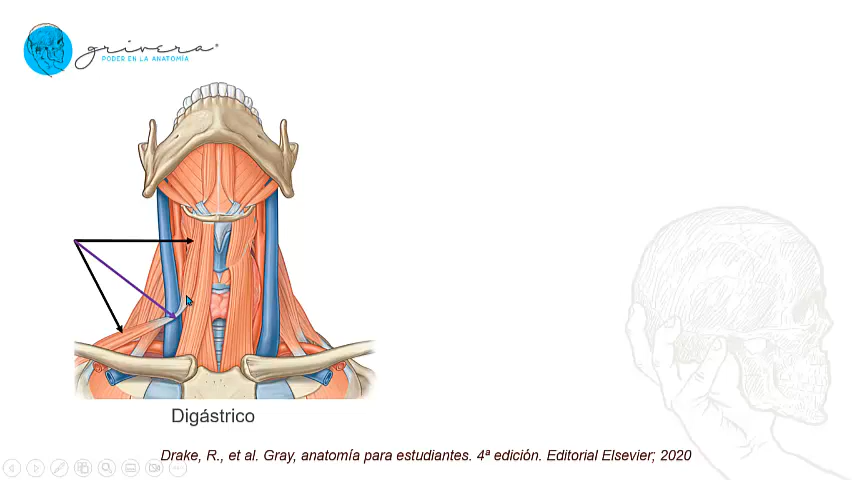 grivera®
PODER EN LA ANATOMÍA
Digástrico
Drake, R., et al. Gray, anatomía para estudiantes. 4ª edición. Editorial Elsevier; 2020